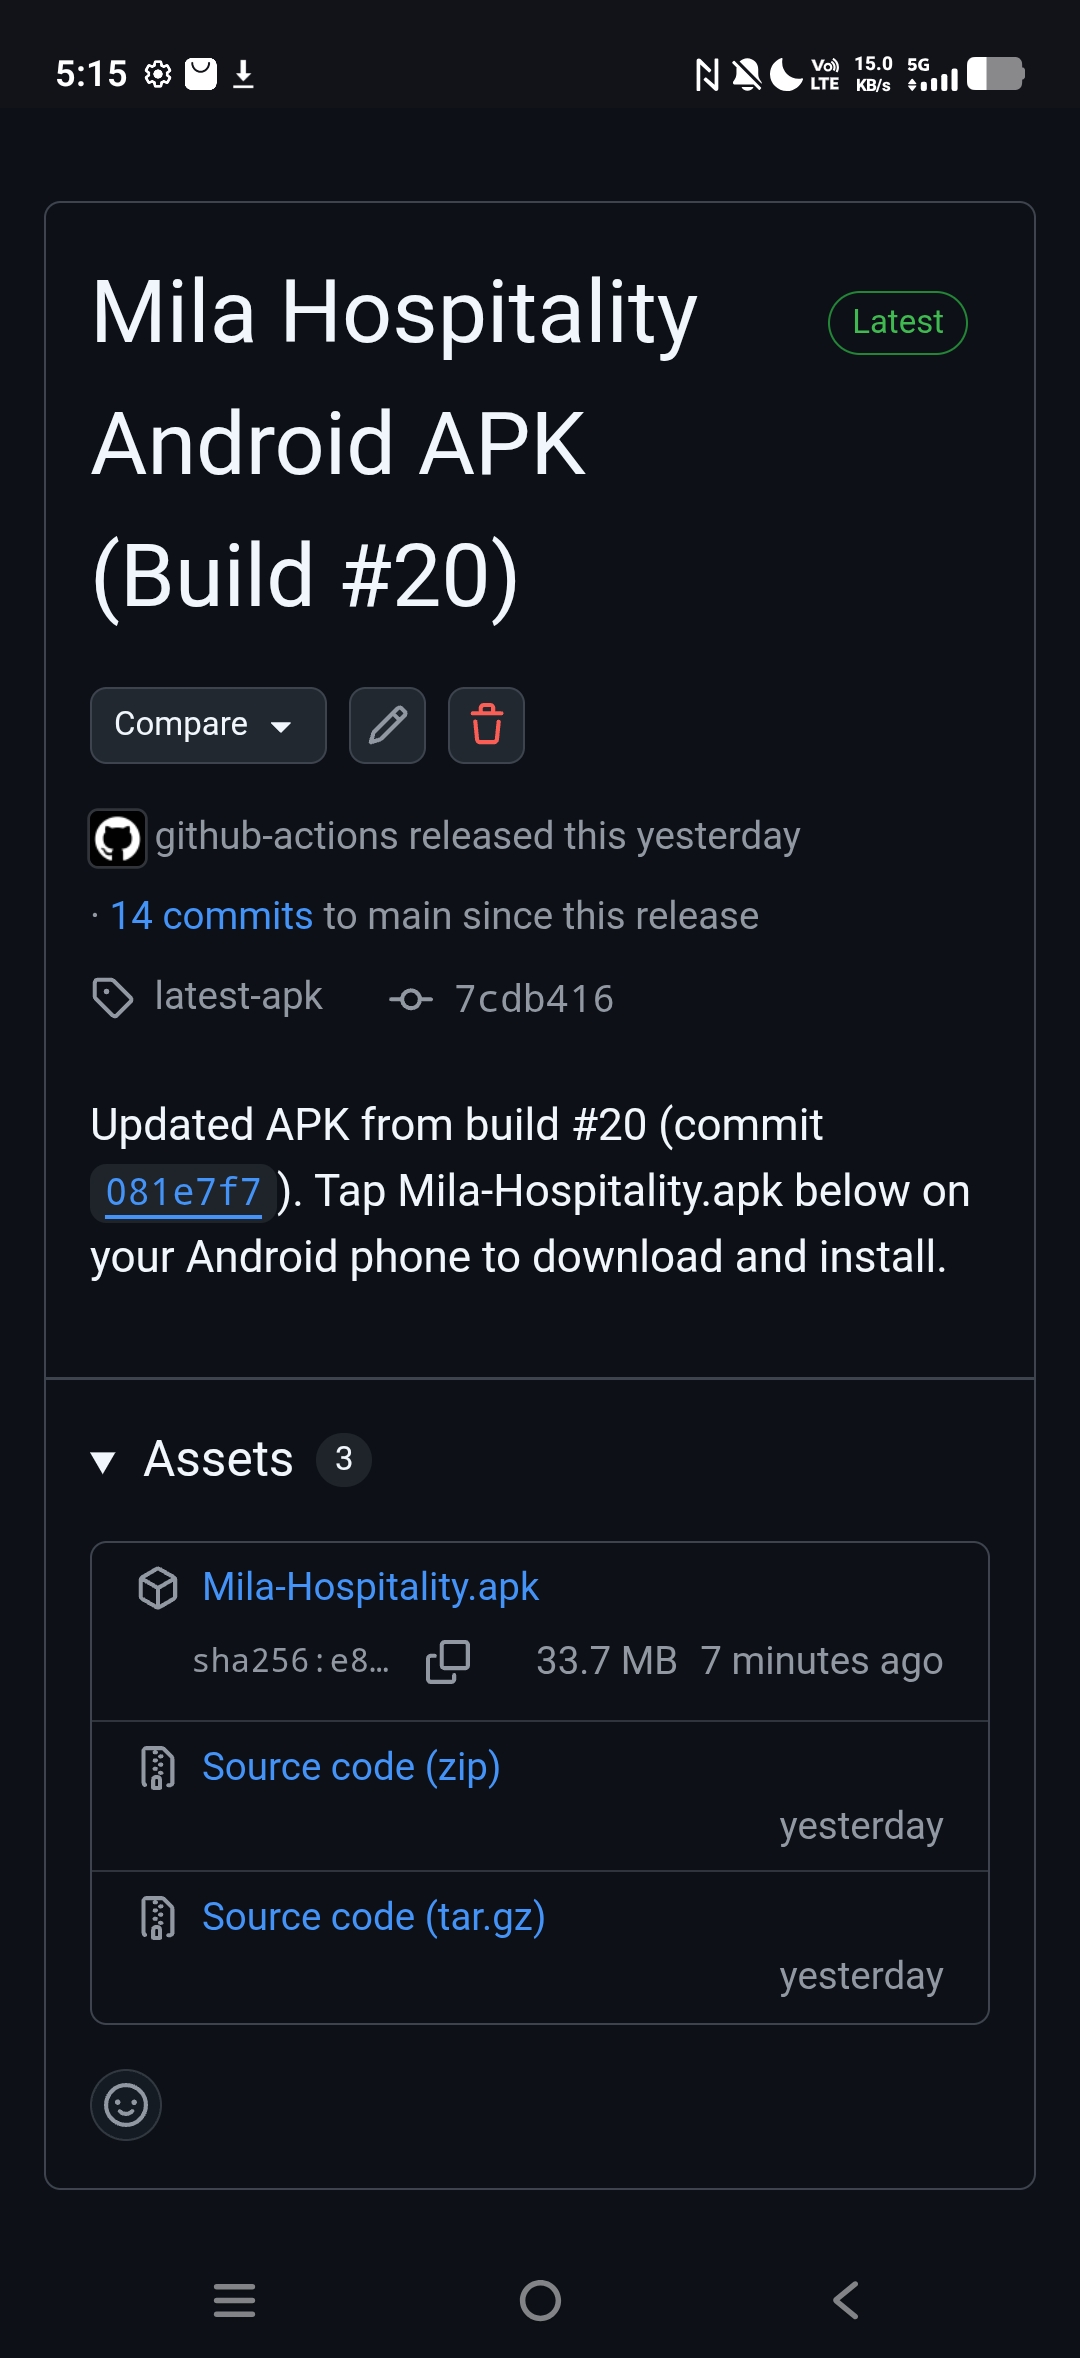 5:15
Vo)) LTE 15.0 KB/s 5G
Mila Hospitality
Latest
Android APK
(Build #20)
Compare
github-actions released this yesterday
· 14 commits to main since this release
latest-apk 7cdb416
Updated APK from build #20 (commit
081e7f7). Tap Mila-Hospitality.apk below on
your Android phone to download and install.
Assets 3
Mila-Hospitality.apk
sha256:e8… 33.7 MB 7 minutes ago
Source code (zip)
yesterday
Source code (tar.gz)
yesterday